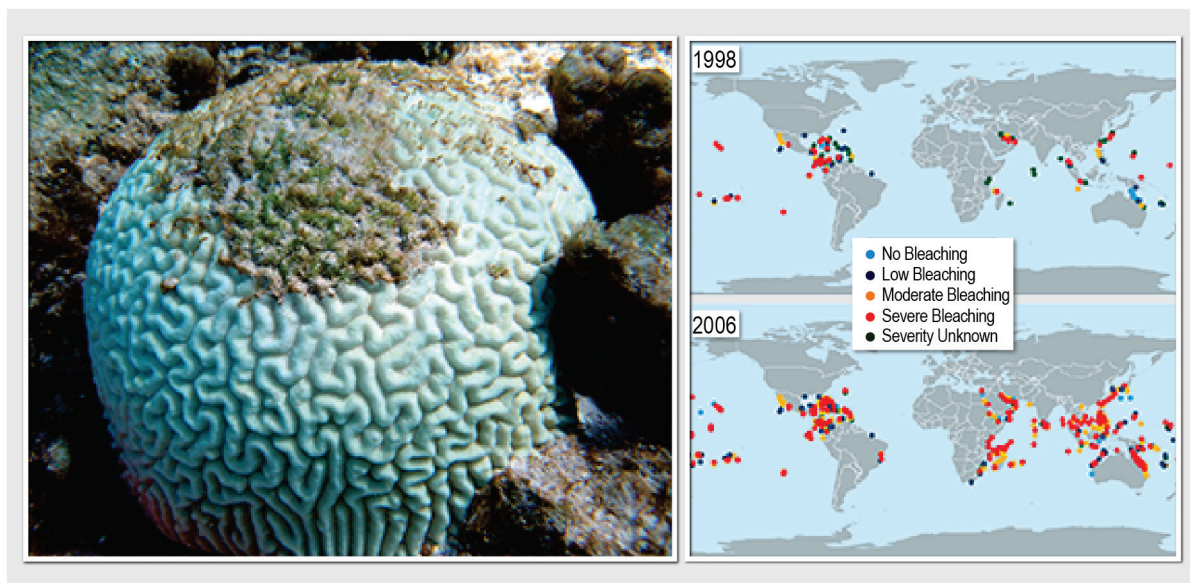 1998
No Bleaching
Low Bleaching
Moderate Bleaching
Severe Bleaching
Severity Unknown
2006